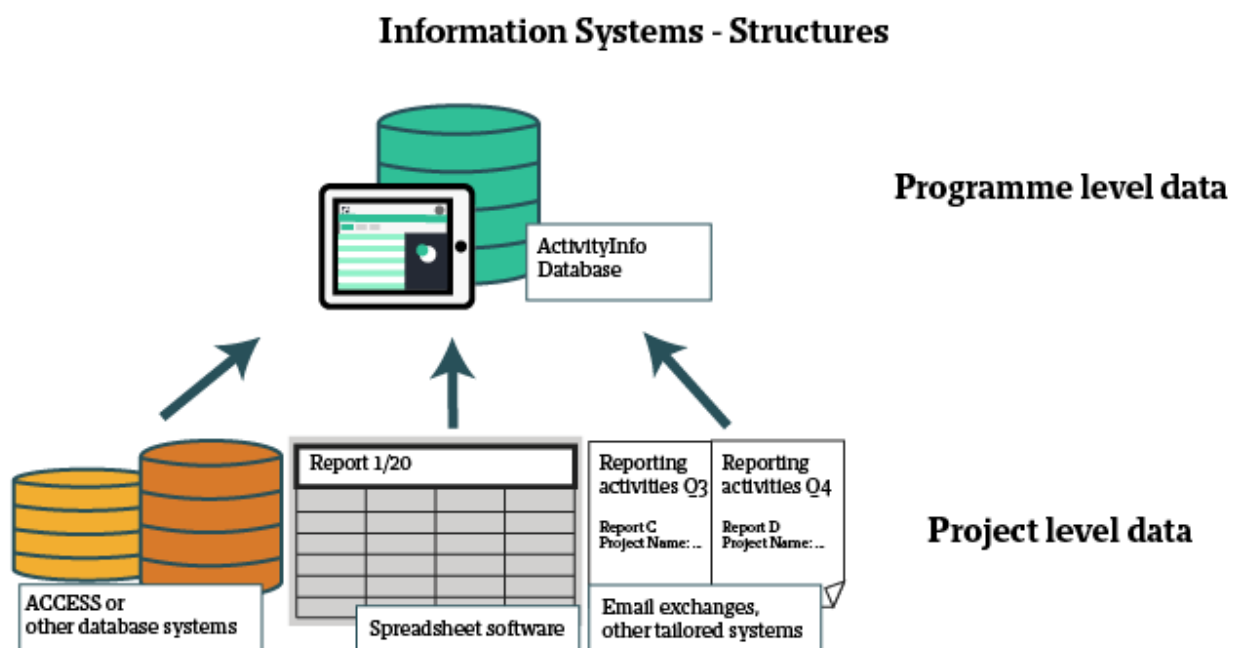 Information Systems - Structures
Programme level data
ActivityInfo
Database
Report 1/20
Reporting
activities Q3
Report C
Project Name: ...
Reporting
activities Q4
Report D
Project Name: ...
Project level data
ACCESS or
other database systems
Spreadsheet software
Email exchanges,
other tailored systems